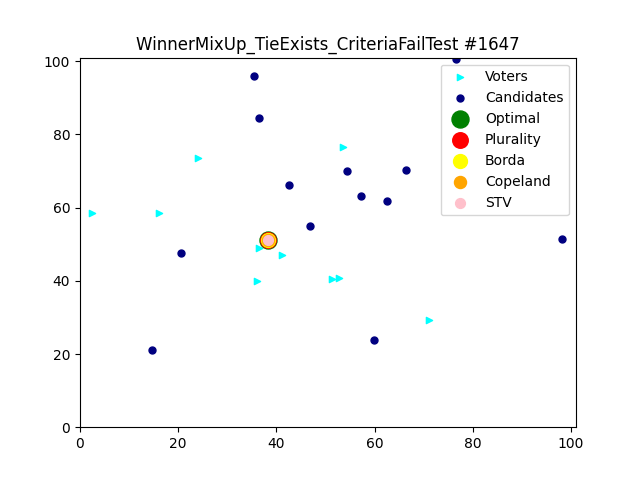 WinnerMixUp_TieExists_CriteriaFailTest #1647
100
80
60
40
20
0
0
20
40
60
80
100
Voters
Candidates
Optimal
Plurality
Borda
Copeland
STV